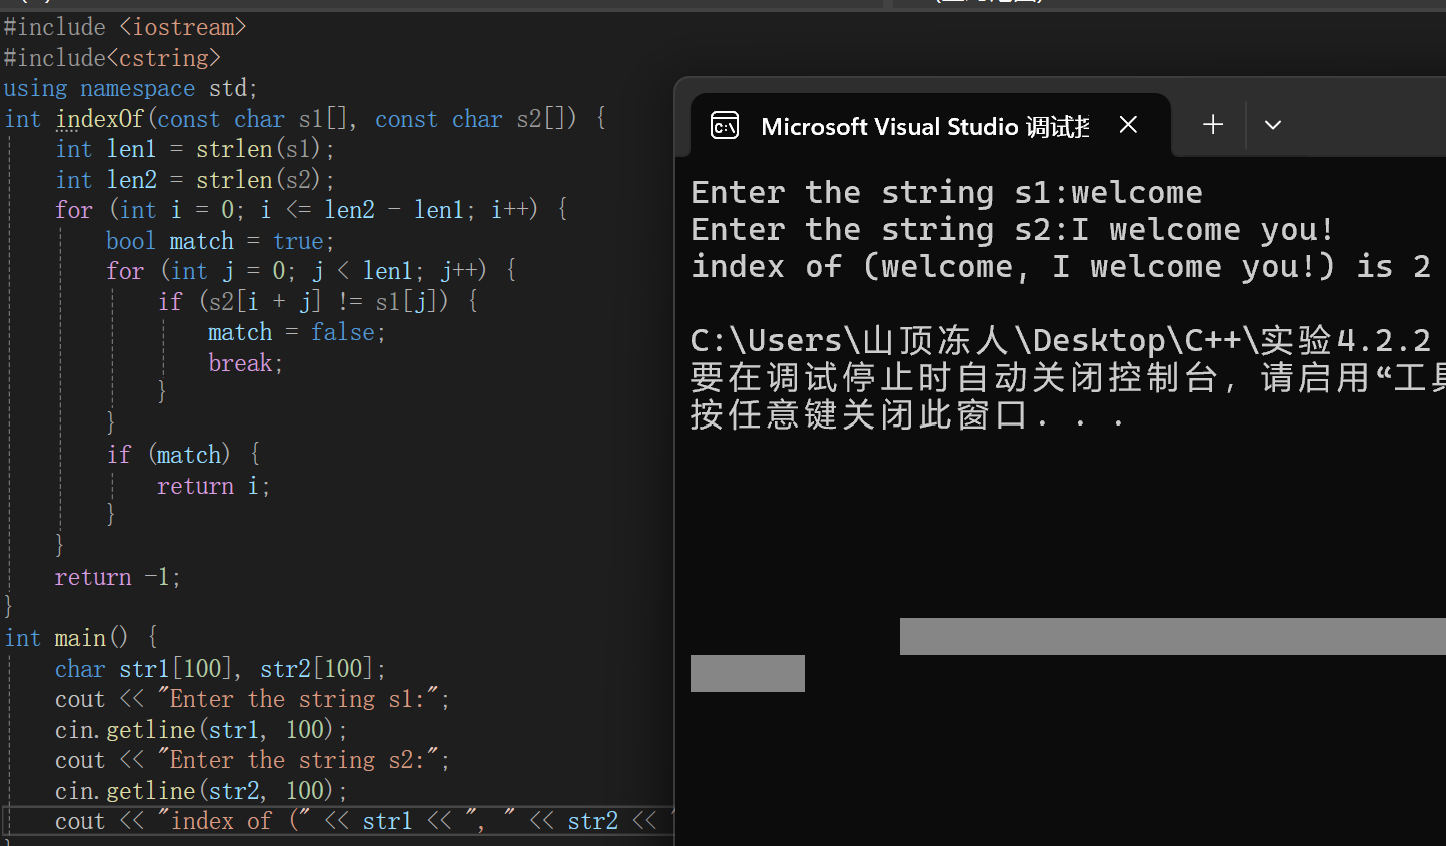 #include <iostream>
#include<cstring>
using namespace std;
int indexOf(const char s1[], const char s2[]) {
int len1 = strlen(s1);
int len2 = strlen(s2);
for (int i = 0; i <= len2 - len1; i++) {
bool match = true;
for (int j = 0; j < len1; j++) {
if (s2[i + j] != s1[j]) {
match = false;
break;
}
}
if (match) {
return i;
}
}
return -1;
}
int main() {
char str1[100], str2[100];
cout << "Enter the string s1:";
cin.getline(str1, 100);
cout << "Enter the string s2:";
cin.getline(str2, 100);
cout << "index of (" << str1 << ", " << str2 <<
Microsoft Visual Studio 调试
Enter the string s1:welcome
Enter the string s2:I welcome you!
index of (welcome, I welcome you!) is 2
C:\Users\山顶冻人\Desktop\C++\实验4.2.2
要在调试停止时自动关闭控制台，请启用“工具
按任意键关闭此窗口. . .